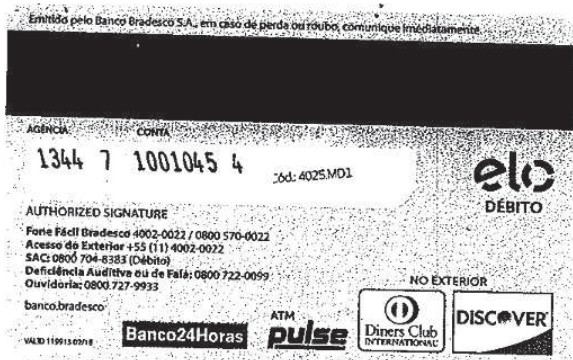 Emitido pelo Banco Bradesco S.A., em caso de perda ou roubo, comunique imediatamente.
AGÊNCIA CONTA
1344 7 1001045 4
cód: 4025.MD1
elo
DÉBITO
AUTHORIZED SIGNATURE
Fone Fácil Bradesco 4002-0022 / 0800 570-0022
Acesso do Exterior +55 (11) 4002-0022
SAC: 0800 704-8383 (Débito)
Deficiência Auditiva ou de Fala: 0800 722-0099
Ouvidoria: 0800 727-9933
banco.bradesco
NO EXTERIOR
VALID
Banco24Horas
ATM
pulse
Diners Club
INTERNATIONAL
DISCOVER